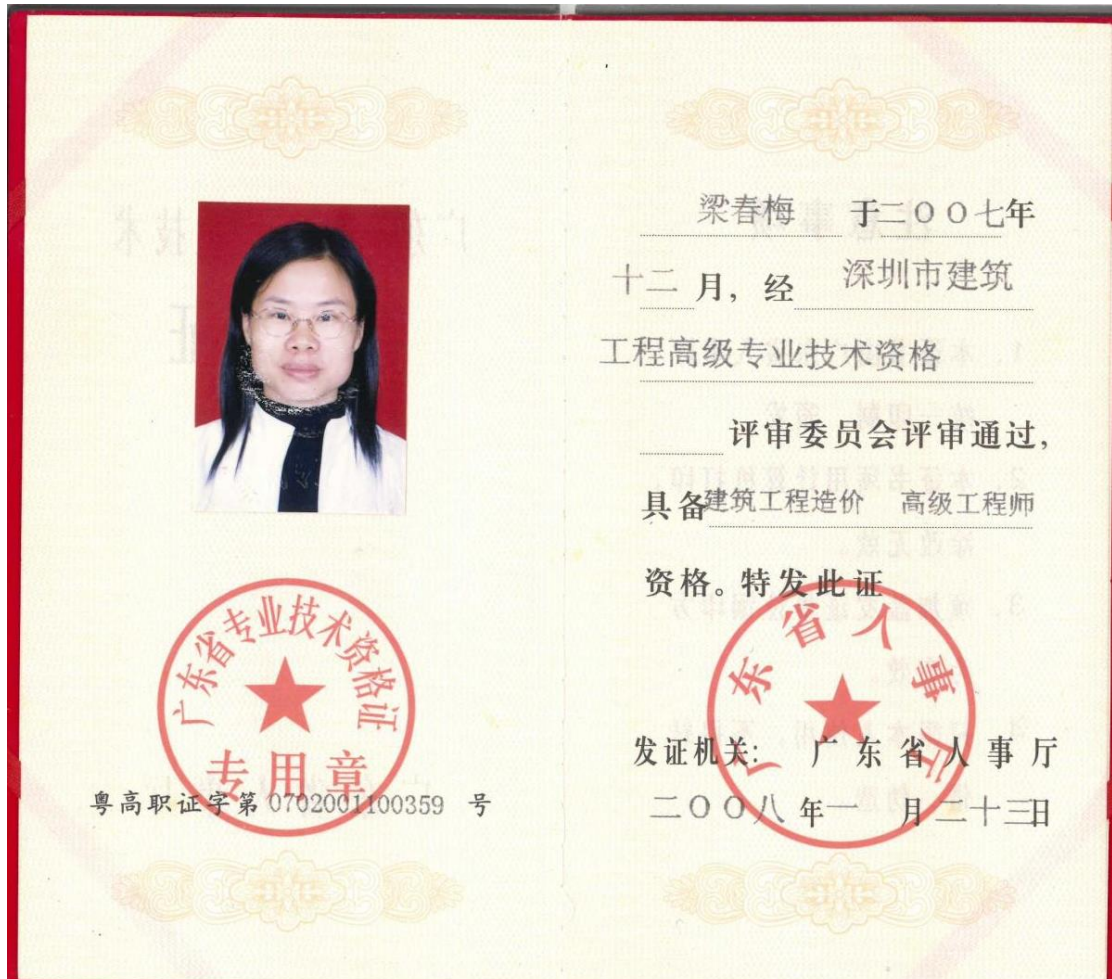 广东省专业技术资格证
专用章
粤高职证字第 0702001100359 号
梁春梅 于二〇〇七年
十二月，经 深圳市建筑
工程高级专业技术资格
评审委员会评审通过，
具备建筑工程造价 高级工程师
资格。特发此证
广东省人事厅
发证机关： 广东省人事厅
二〇〇八年一月二十三日